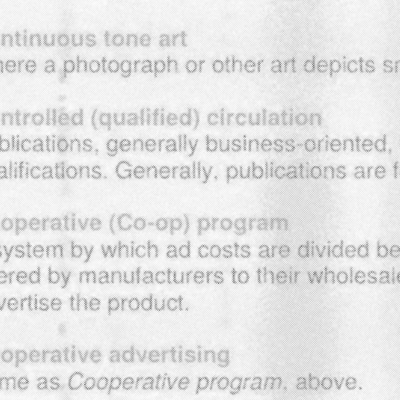 ntinuous tone art
here a photograph or other art depicts
ntrolled (qualified) circulation
blications, generally business-oriented,
alifications. Generally, publications are
operative (Co-op) program
system by which ad costs are divided be
ered by manufacturers to their wholesale
vertise the product.
operative advertising
me as Cooperative program, above.